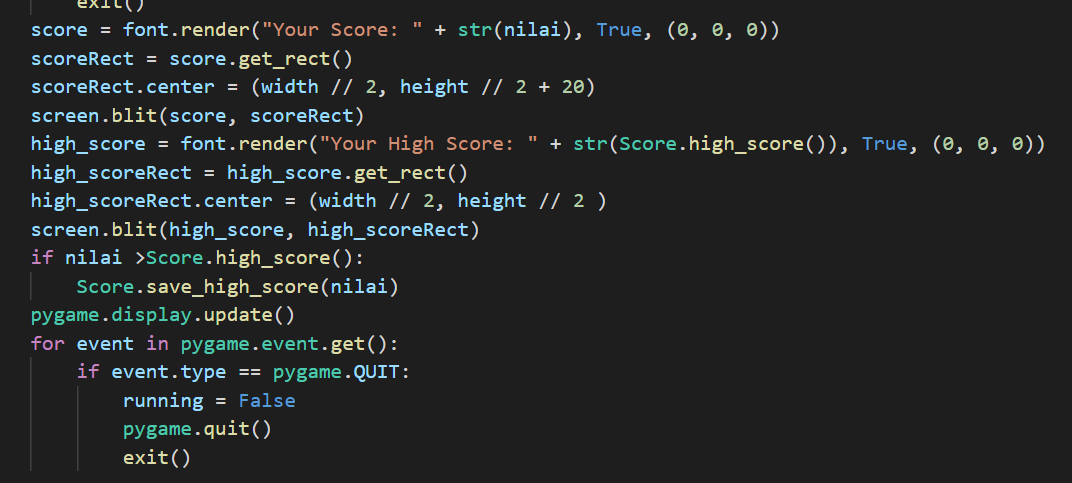 exit()
score = font.render("Your Score: " + str(nilai), True, (0, 0, 0))
scoreRect = score.get_rect()
scoreRect.center = (width // 2, height // 2 + 20)
screen.blit(score, scoreRect)
high_score = font.render("Your High Score: " + str(Score.high_score()), True, (0, 0, 0))
high_scoreRect = high_score.get_rect()
high_scoreRect.center = (width // 2, height // 2 )
screen.blit(high_score, high_scoreRect)
if nilai >Score.high_score():
    Score.save_high_score(nilai)
pygame.display.update()
for event in pygame.event.get():
    if event.type == pygame.QUIT:
        running = False
        pygame.quit()
        exit()